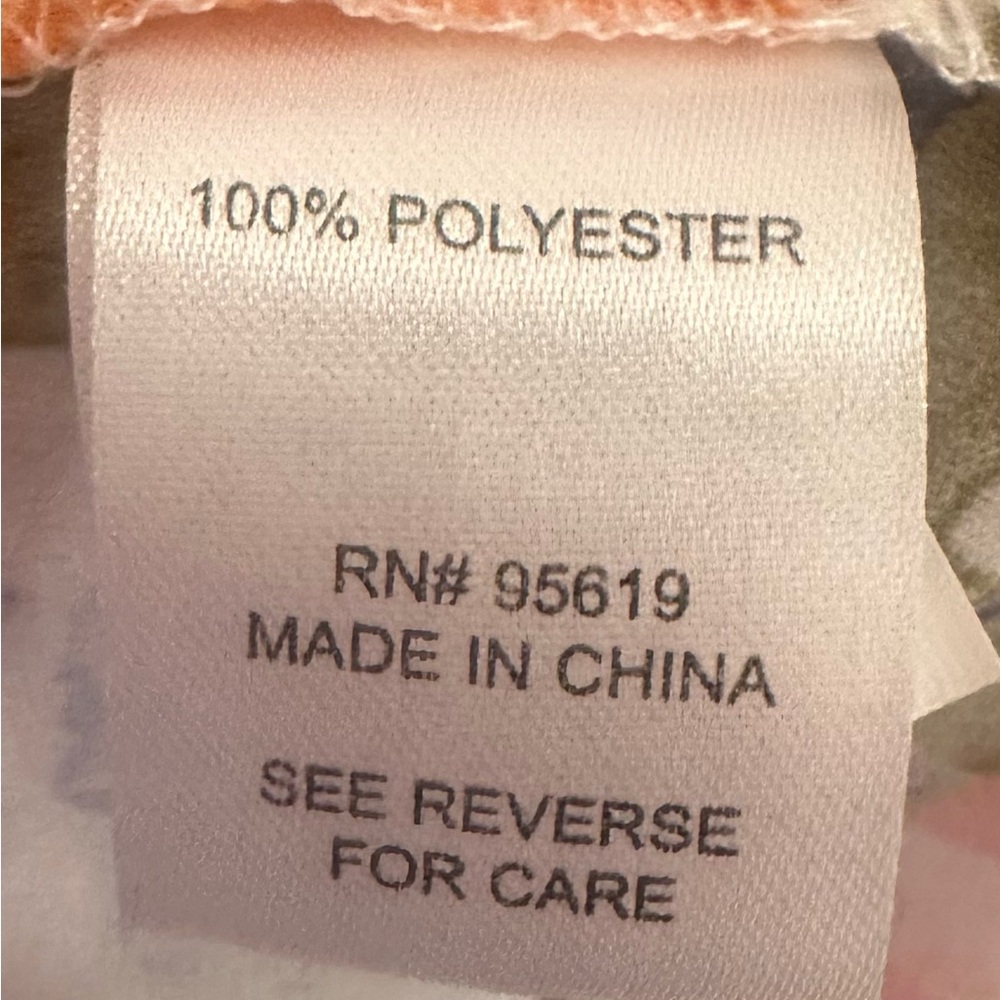 100% POLYESTER
RN# 95619
MADE IN CHINA
SEE REVERSE
FOR CARE